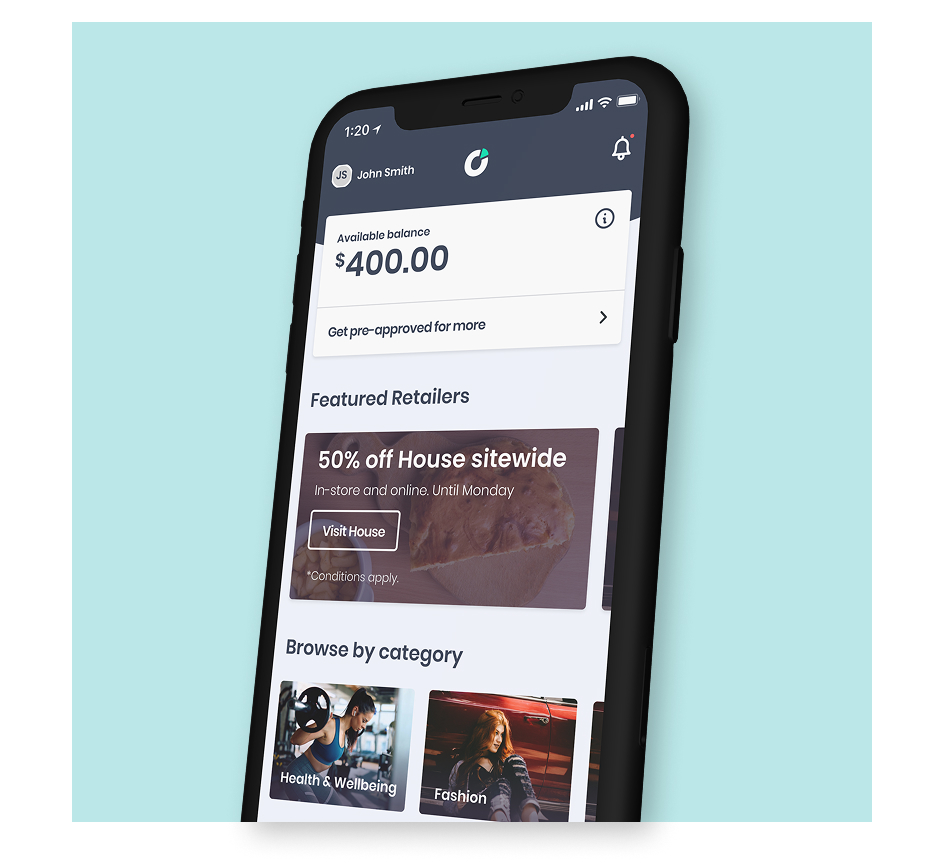 1:20
JS John Smith
Available balance
$400.00
Get pre-approved for more
Featured Retailers
50% off House sitewide
In-store and online. Until Monday
Visit House
*Conditions apply.
Browse by category
Health & Wellbeing
Fashion